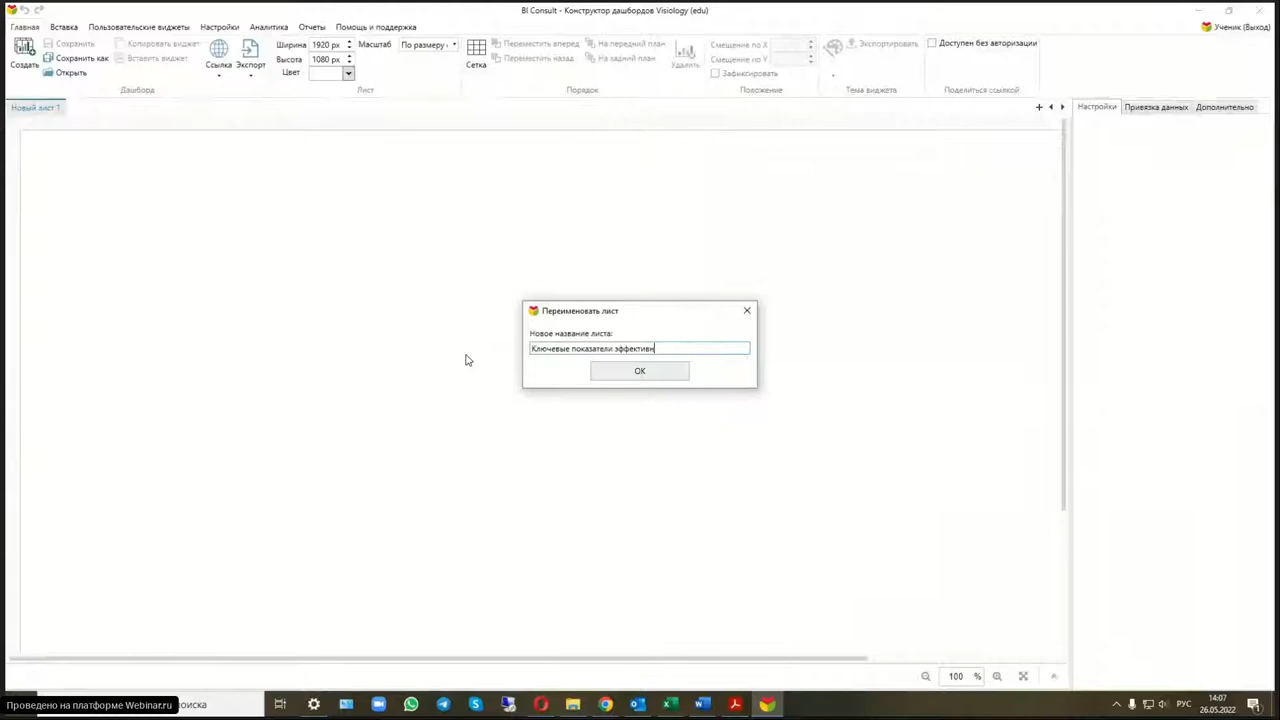 BI Consult - Конструктор дашбордов Visiology (edu)
Главная Вставка Пользовательские виджеты Настройки Аналитика Отчеты Помощь и поддержка Ученик (Выход)
Создать
Сохранить
Сохранить как
Открыть
Копировать виджет
Вставить виджет
Ссылка
Экспорт
Дашборд
Ширина 1920 px Масштаб По размеру
Высота 1080 px
Цвет
Лист
Сетка
Переместить вперед На передний план
Переместить назад На задний план
Порядок
Удалить
Смещение по X
Смещение по Y
Зафиксировать
Положение
Экспортировать
Тема виджета
Доступен без авторизации
Поделиться ссылкой
Новый лист 1
Настройки Привязка данных Дополнительно
Переименовать лист
Новое название листа:
Ключевые показатели эффективн
ОК
100 %
Проведено на платформе Webinar.ru
оиска
РУС
14:07
26.05.2022